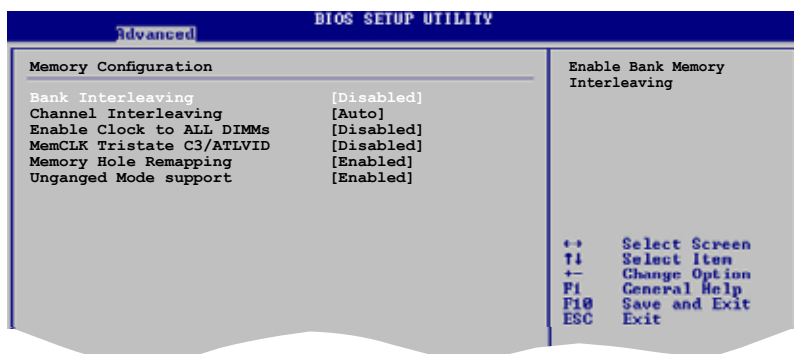 BIOS SETUP UTILITY
Advanced
Memory Configuration
Bank Interleaving [Disabled]
Channel Interleaving [Auto]
Enable Clock to ALL DIMMs [Disabled]
MemCLK Tristate C3/ATLVID [Disabled]
Memory Hole Remapping [Enabled]
Unganged Mode support [Enabled]
Enable Bank Memory
Interleaving
↔ Select Screen
↑↓ Select Item
+- Change Option
F1 General Help
F10 Save and Exit
ESC Exit